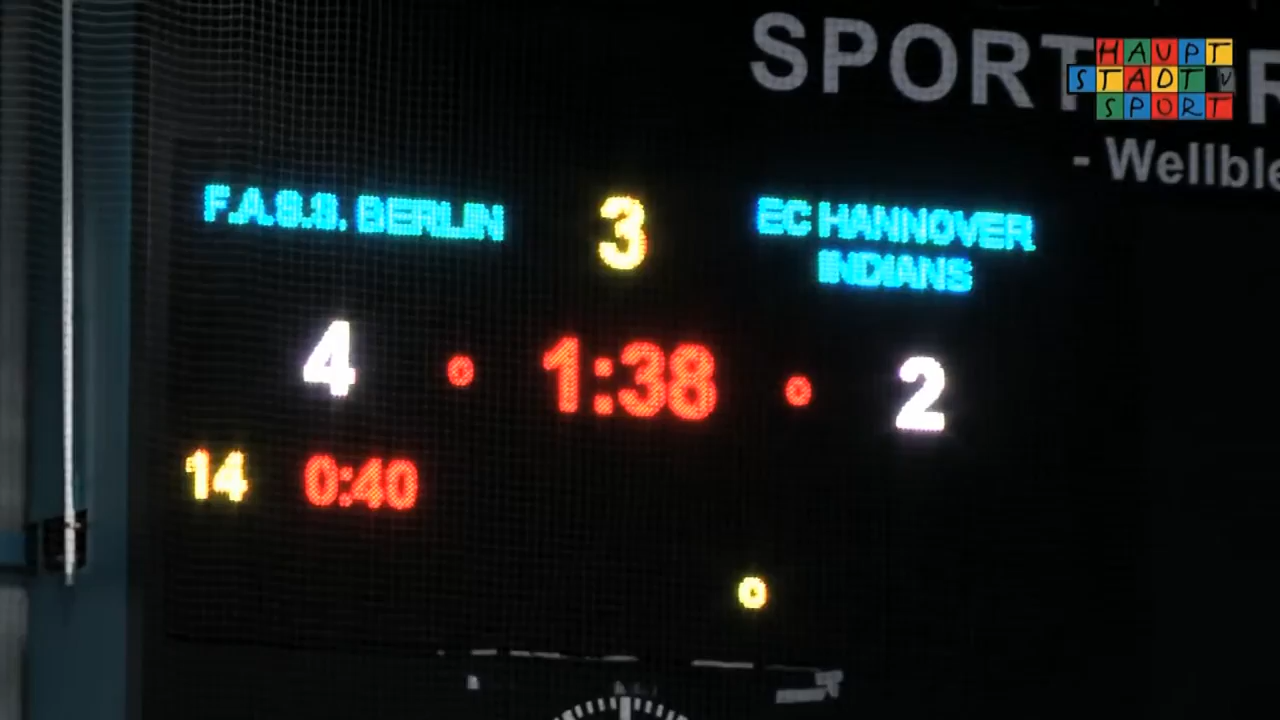 SPORT
HAUPT
STADT
SPORT
- Wellble
F.A.S.S. BERLIN
3
EC HANNOVER
INDIANS
4
1:38
2
14 0:40